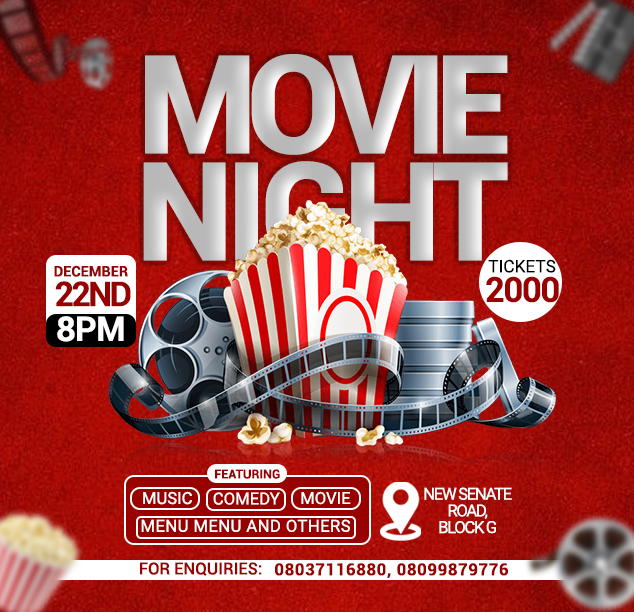 MOVIE
NIGHT
DECEMBER
22ND
8PM
TICKETS
2000
FEATURING
MUSIC COMEDY MOVIE
MENU MENU AND OTHERS
NEW SENATE
ROAD,
BLOCK G
FOR ENQUIRIES: 08037116880, 08099879776